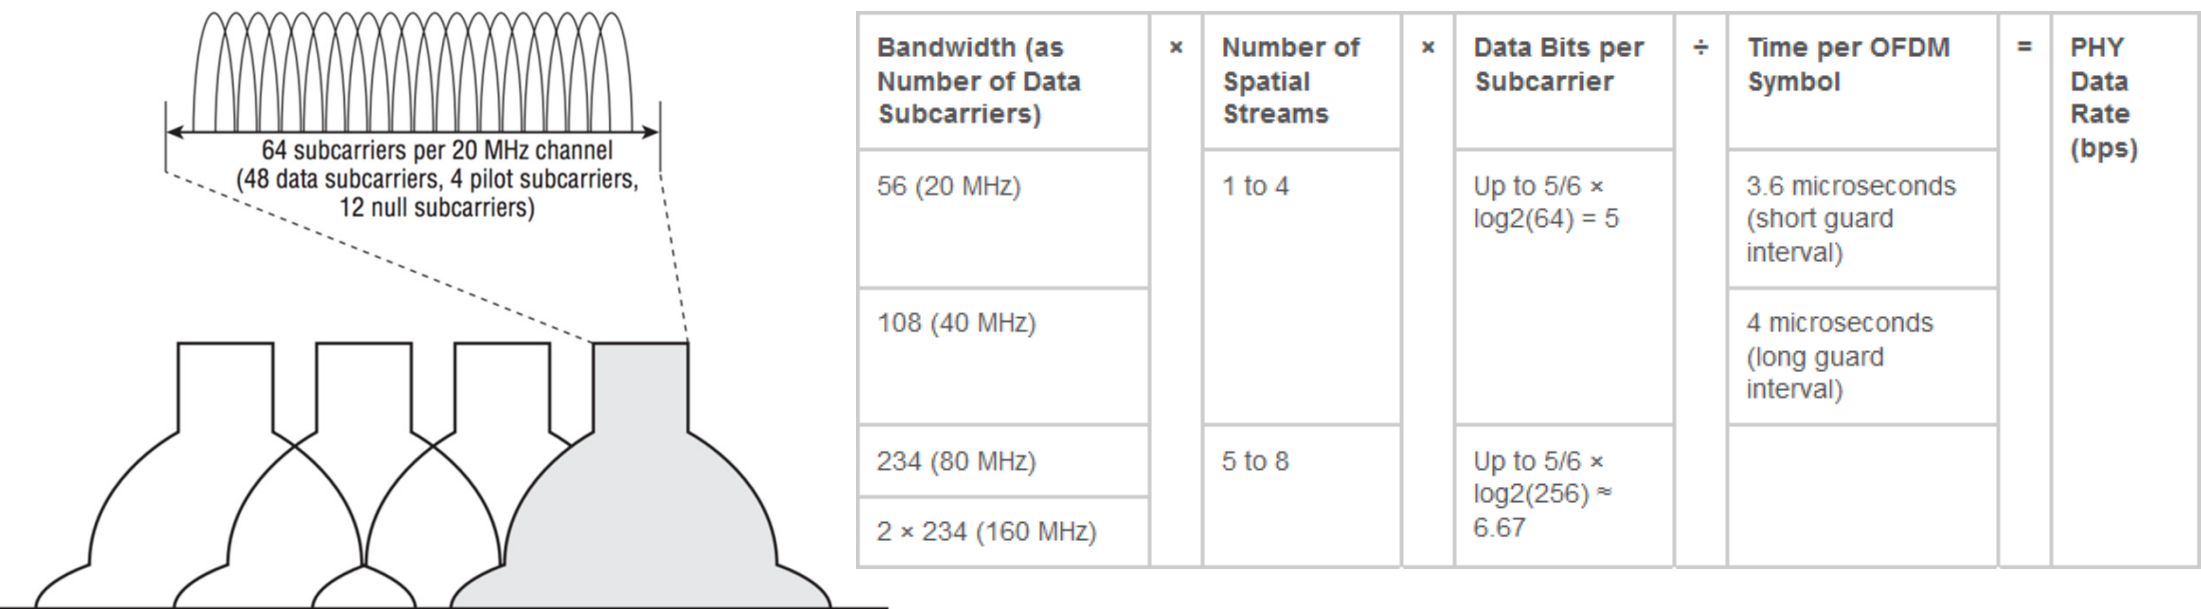 64 subcarriers per 20 MHz channel
(48 data subcarriers, 4 pilot subcarriers,
12 null subcarriers)
Bandwidth (as
Number of Data
Subcarriers)
×
Number of
Spatial
Streams
×
Data Bits per
Subcarrier
÷
Time per OFDM
Symbol
=
PHY
Data
Rate
(bps)
56 (20 MHz)
1 to 4
Up to 5/6 ×
log2(64) = 5
3.6 microseconds
(short guard
interval)
108 (40 MHz)
4 microseconds
(long guard
interval)
234 (80 MHz)
5 to 8
Up to 5/6 ×
log2(256) ≈
6.67
2 × 234 (160 MHz)